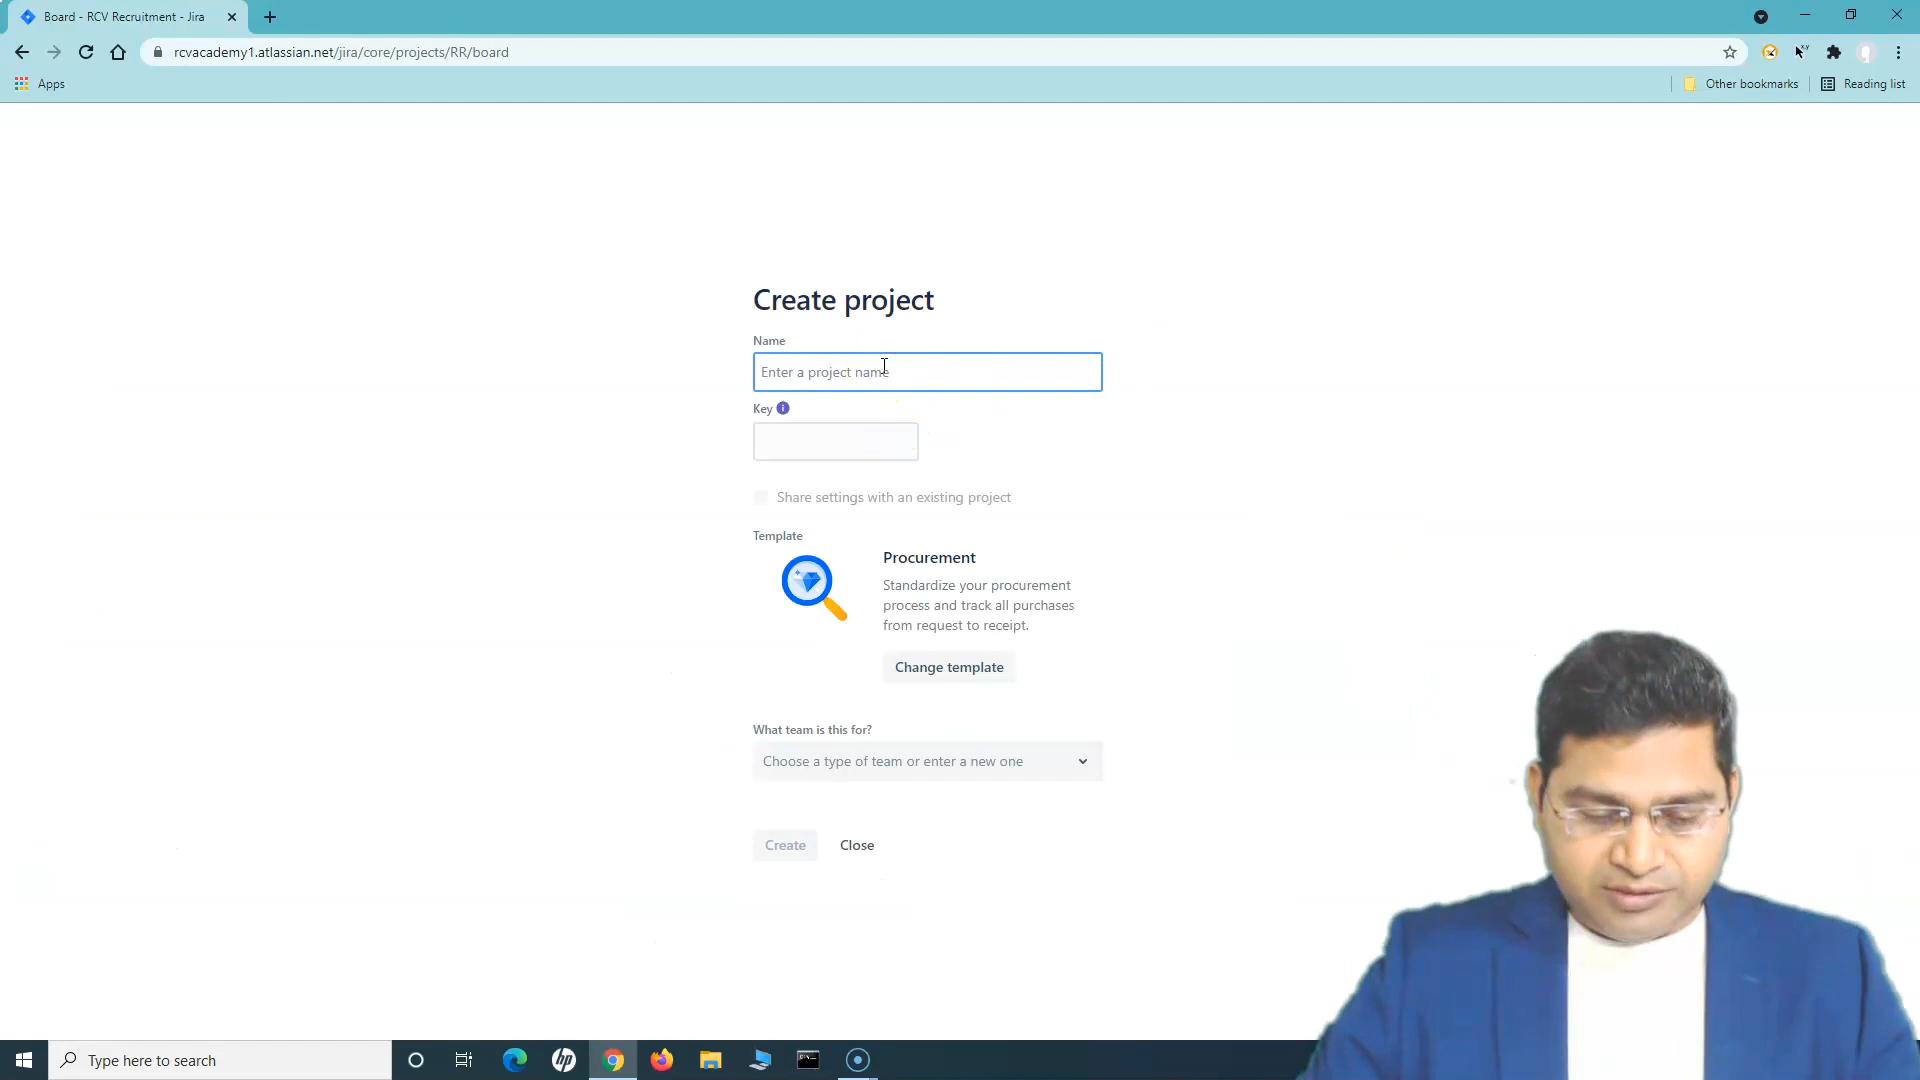 Board - RCV Recruitment - Jira
rcvacademy1.atlassian.net/jira/core/projects/RR/board
Apps
Other bookmarks
Reading list
Create project
Name
Enter a project name
Key
Share settings with an existing project
Template
Procurement
Standardize your procurement
process and track all purchases
from request to receipt.
Change template
What team is this for?
Choose a type of team or enter a new one
Create
Close
Type here to search
hp